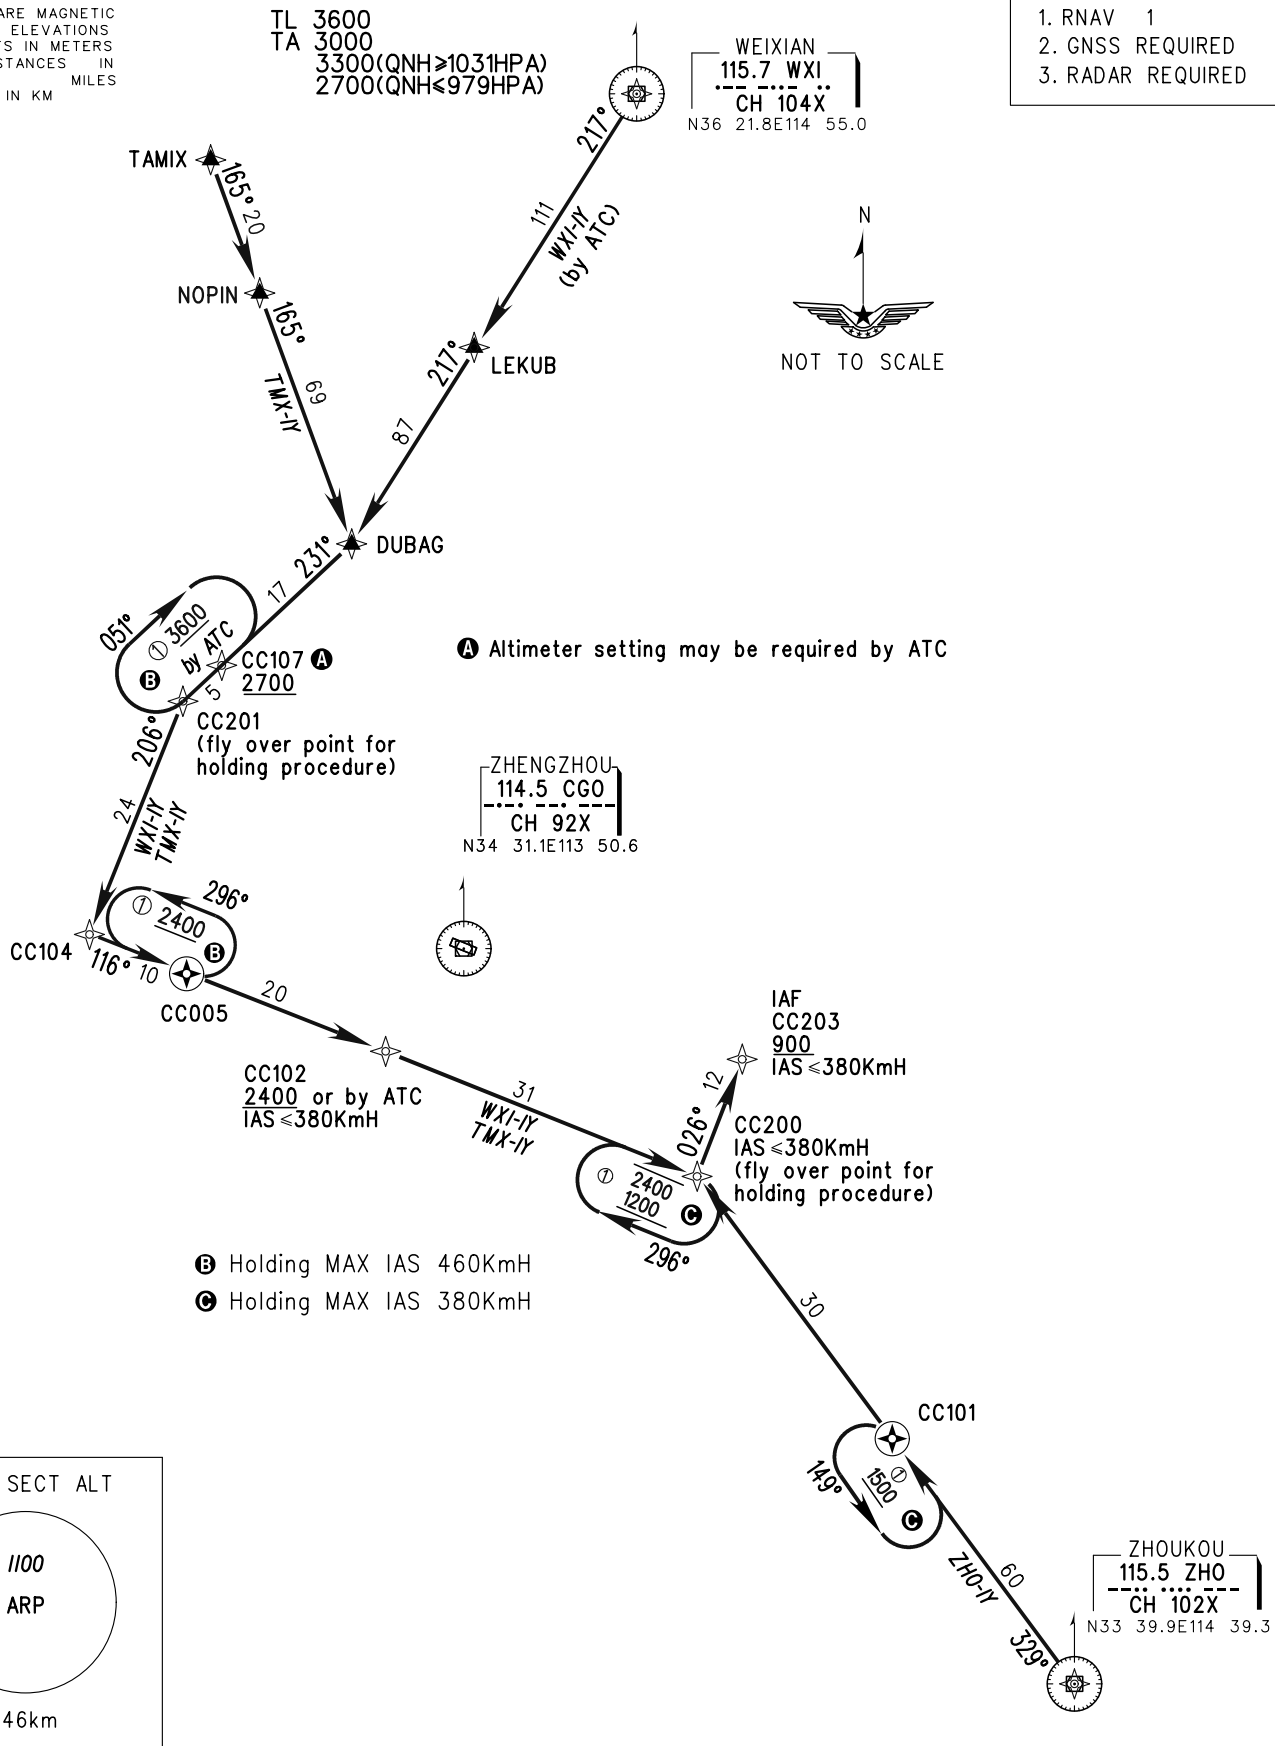 ARE MAGNETIC
ELEVATIONS
TS IN METERS
STANCES IN
MILES
IN KM
TL 3600
TA 3000
3300(QNH≥1031HPA)
2700(QNH≤979HPA)
WEIXIAN
115.7 WXI
CH 104X
N36 21.8E114 55.0
1. RNAV 1
2. GNSS REQUIRED
3. RADAR REQUIRED
TAMIX
165°
20
NOPIN
165°
69
TMX-1Y
217°
111
WXI-1Y
(by ATC)
N
NOT TO SCALE
LEKUB
217°
87
DUBAG
231°
17
051°
① 3600
by ATC
B
CC107 A
2700
5
A Altimeter setting may be required by ATC
CC201
(fly over point for
holding procedure)
206°
24
WXI-1Y
TMX-1Y
ZHENGZHOU
114.5 CGO
CH 92X
N34 31.1E113 50.6
296°
① 2400
B
CC104
116° 10
CC005
20
CC102
2400 or by ATC
IAS≤380KmH
31
WXI-1Y
TMX-1Y
IAF
CC203
900
IAS≤380KmH
12
026°
CC200
IAS≤380KmH
(fly over point for
holding procedure)
① 2400
1200
C
296°
B Holding MAX IAS 460KmH
C Holding MAX IAS 380KmH
30
CC101
149°
1500 ①
C
ZHO-1Y
60
329°
ZHOUKOU
115.5 ZHO
CH 102X
N33 39.9E114 39.3
SECT ALT
1100
ARP
46km